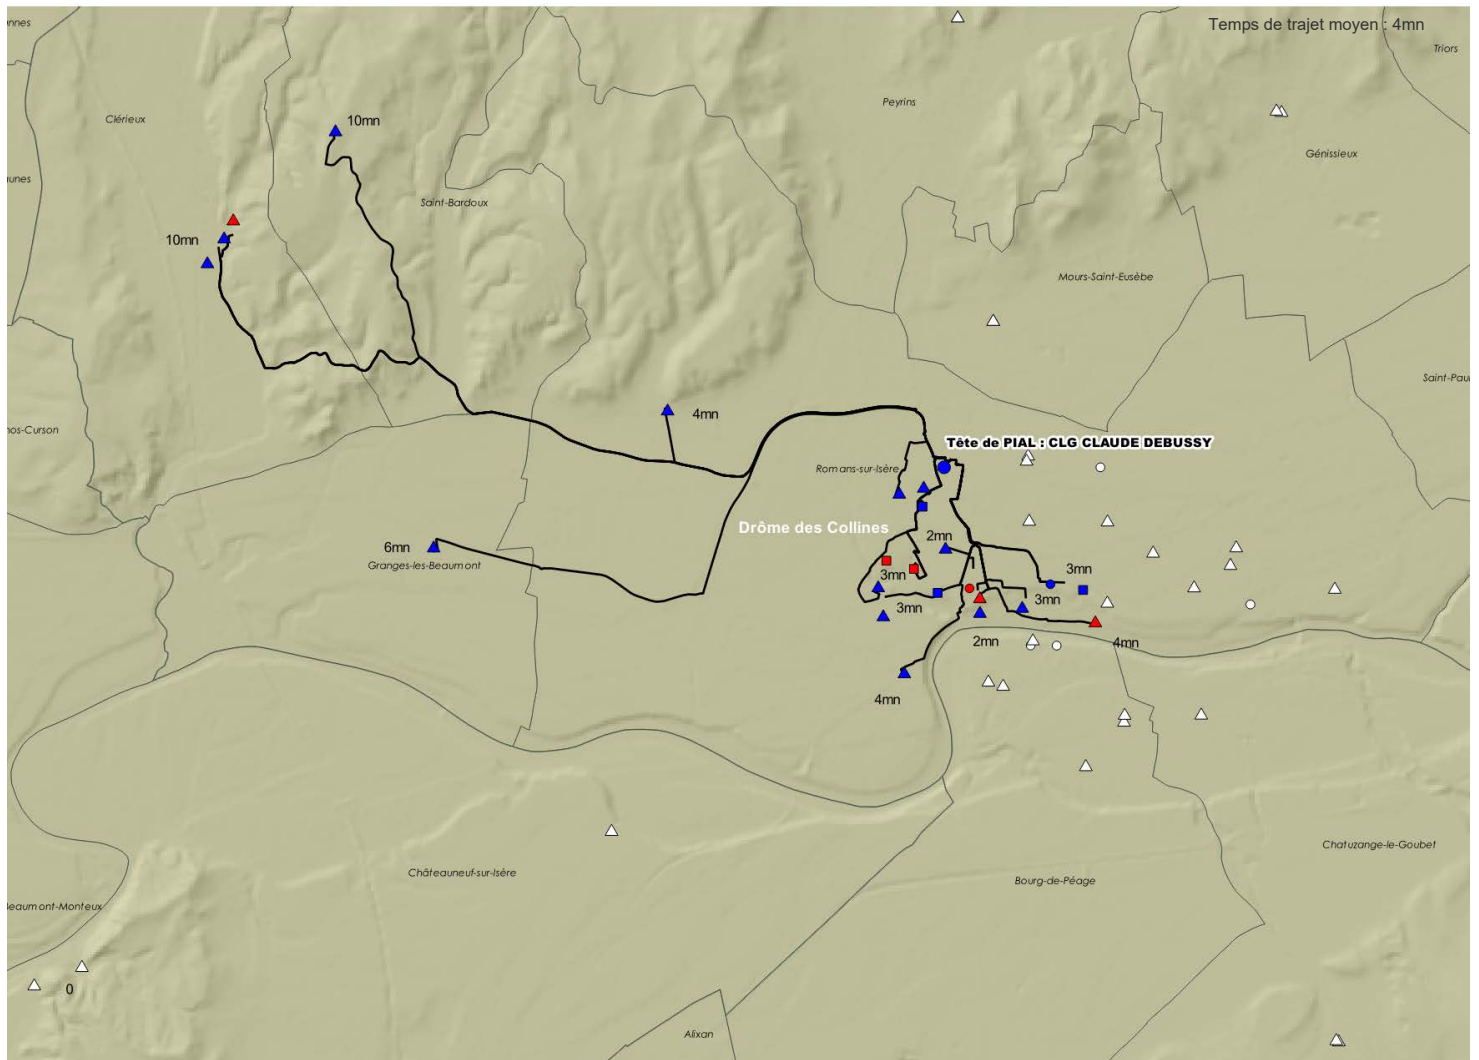 Temps de trajet moyen : 4mn
Triors
Peyrins
Clérieux
10mn
Génissieux
Saint-Bardoux
10mn
Mours-Saint-Eusèbe
4mn
Tête de PIAL : CLG CLAUDE DEBUSSY
Romans-sur-Isère
Drôme des Collines
2mn
6mn
Granges-les-Beaumont
3mn
3mn
3mn
3mn
2mn
4mn
4mn
Châteauneuf-sur-Isère
Bourg-de-Péage
Chatuzange-le-Goubet
Beaumont-Monteux
0
Alixan